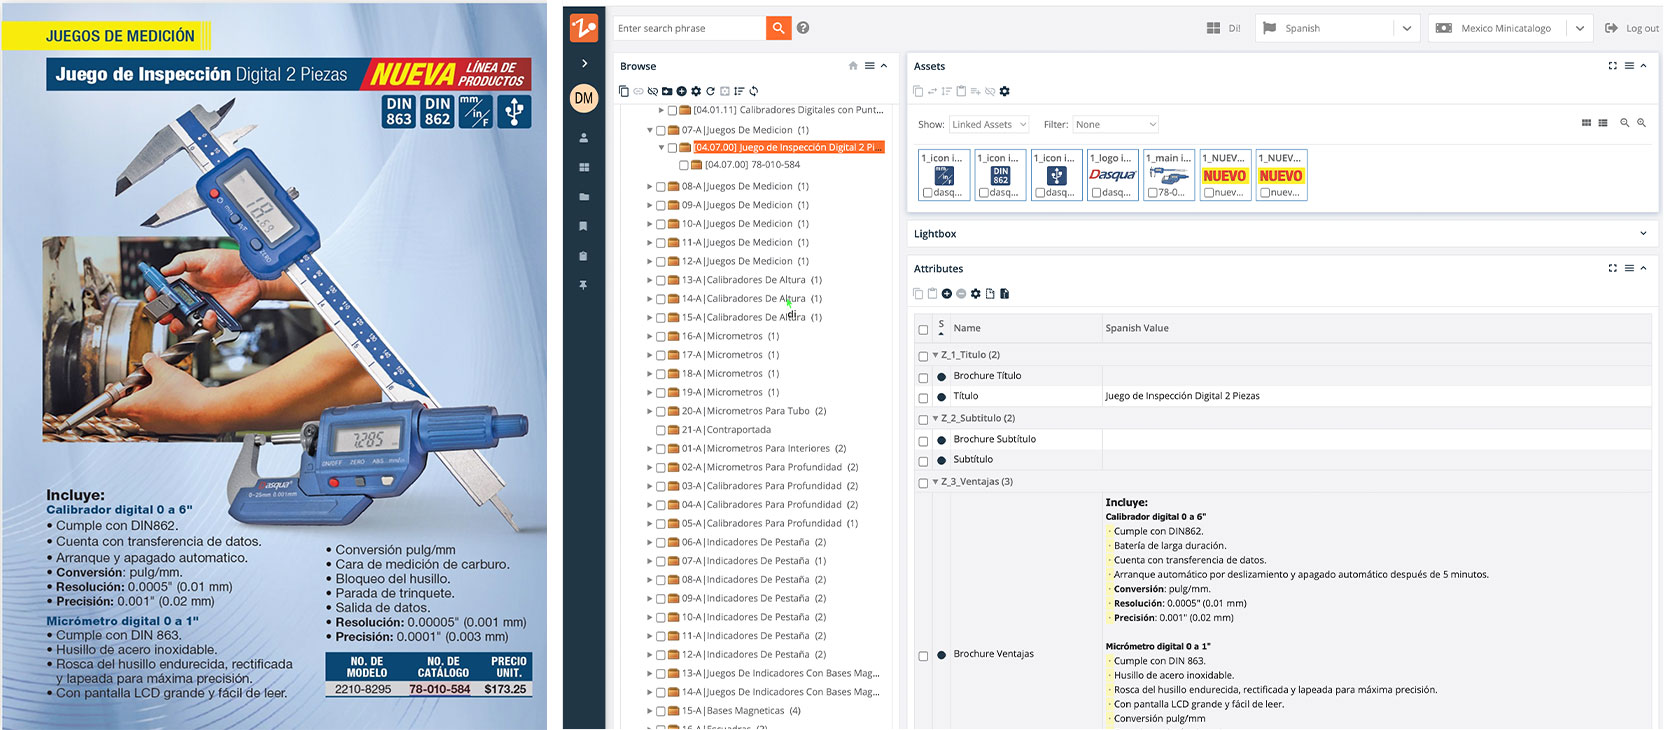 JUEGOS DE MEDICIÓN
Juego de Inspección Digital 2 Piezas
NUEVA LÍNEA DE PRODUCTOS
DIN 863
DIN 862
mm/in/F
Incluye:
Calibrador digital 0 a 6"
• Cumple con DIN862.
• Cuenta con transferencia de datos.
• Arranque y apagado automatico.
• Conversión: pulg/mm.
• Resolución: 0.0005" (0.01 mm)
• Precisión: 0.001" (0.02 mm)
Micrómetro digital 0 a 1"
• Cumple con DIN 863.
• Husillo de acero inoxidable.
• Rosca del husillo endurecida, rectificada
y lapeada para máxima precisión.
• Con pantalla LCD grande y fácil de leer.
• Conversión pulg/mm
• Cara de medición de carburo.
• Bloqueo del husillo.
• Parada de trinquete.
• Salida de datos.
• Resolución: 0.00005" (0.001 mm)
• Precisión: 0.0001" (0.003 mm)
NO. DE MODELO NO. DE CATÁLOGO PRECIO UNIT.
2210-8295 78-010-584 $173.25
7.285
ON/OFF ZERO ABS
dasqua
0-25mm 0.001mm
Enter search phrase
DI!
Spanish
Mexico Minicatalogo
Log out
DM
Browse
[04.01.11] Calibradores Digitales con Punt...
07-A|Juegos De Medicion (1)
[04.07.00] Juego de Inspección Digital 2 Pi...
[04.07.00] 78-010-584
08-A|Juegos De Medicion (1)
09-A|Juegos De Medicion (1)
10-A|Juegos De Medicion (1)
11-A|Juegos De Medicion (1)
12-A|Juegos De Medicion (1)
13-A|Calibradores De Altura (1)
14-A|Calibradores De Altura (1)
di
15-A|Calibradores De Altura (1)
16-A|Micrometros (1)
17-A|Micrometros (1)
18-A|Micrometros (1)
19-A|Micrometros (1)
20-A|Micrometros Para Tubo (2)
21-A|Contraportada
01-A|Micrometros Para Interiores (2)
02-A|Micrometros Para Profundidad (2)
03-A|Calibradores Para Profundidad (2)
04-A|Calibradores Para Profundidad (2)
05-A|Calibradores Para Profundidad (1)
06-A|Indicadores De Pestaña (2)
07-A|Indicadores De Pestaña (1)
08-A|Indicadores De Pestaña (2)
09-A|Indicadores De Pestaña (2)
10-A|Indicadores De Pestaña (2)
11-A|Indicadores De Pestaña (2)
12-A|Indicadores De Pestaña (2)
13-A|Juegos De Indicadores Con Bases Mag...
14-A|Juegos De Indicadores Con Bases Mag...
15-A|Bases Magneticas (4)
Assets
Show: Linked Assets Filter: None
1_icon i... 1_icon i... 1_icon i... 1_logo i... 1_main i... 1_NUEV... 1_NUEV...
mm/in/F DIN 862 Dasqua NUEVO NUEVO
dasq... dasq... dasq... dasq... 78-0... nuev... nuev...
Lightbox
Attributes
S Name Spanish Value
Z_1_Titulo (2)
Brochure Título
Título Juego de Inspección Digital 2 Piezas
Z_2_Subtitulo (2)
Brochure Subtítulo
Subtítulo
Z_3_Ventajas (3)
Brochure Ventajas
Incluye:
Calibrador digital 0 a 6"
· Cumple con DIN862.
· Batería de larga duración.
· Cuenta con transferencia de datos.
· Arranque automático por deslizamiento y apagado automático después de 5 minutos.
· Conversión: pulg/mm.
· Resolución: 0.0005" (0.01 mm)
· Precisión: 0.001" (0.02 mm)
Micrómetro digital 0 a 1"
· Cumple con DIN 863.
· Husillo de acero inoxidable.
· Rosca del husillo endurecida, rectificada y lapeada para máxima precisión.
· Con pantalla LCD grande y fácil de leer.
· Conversión pulg/mm